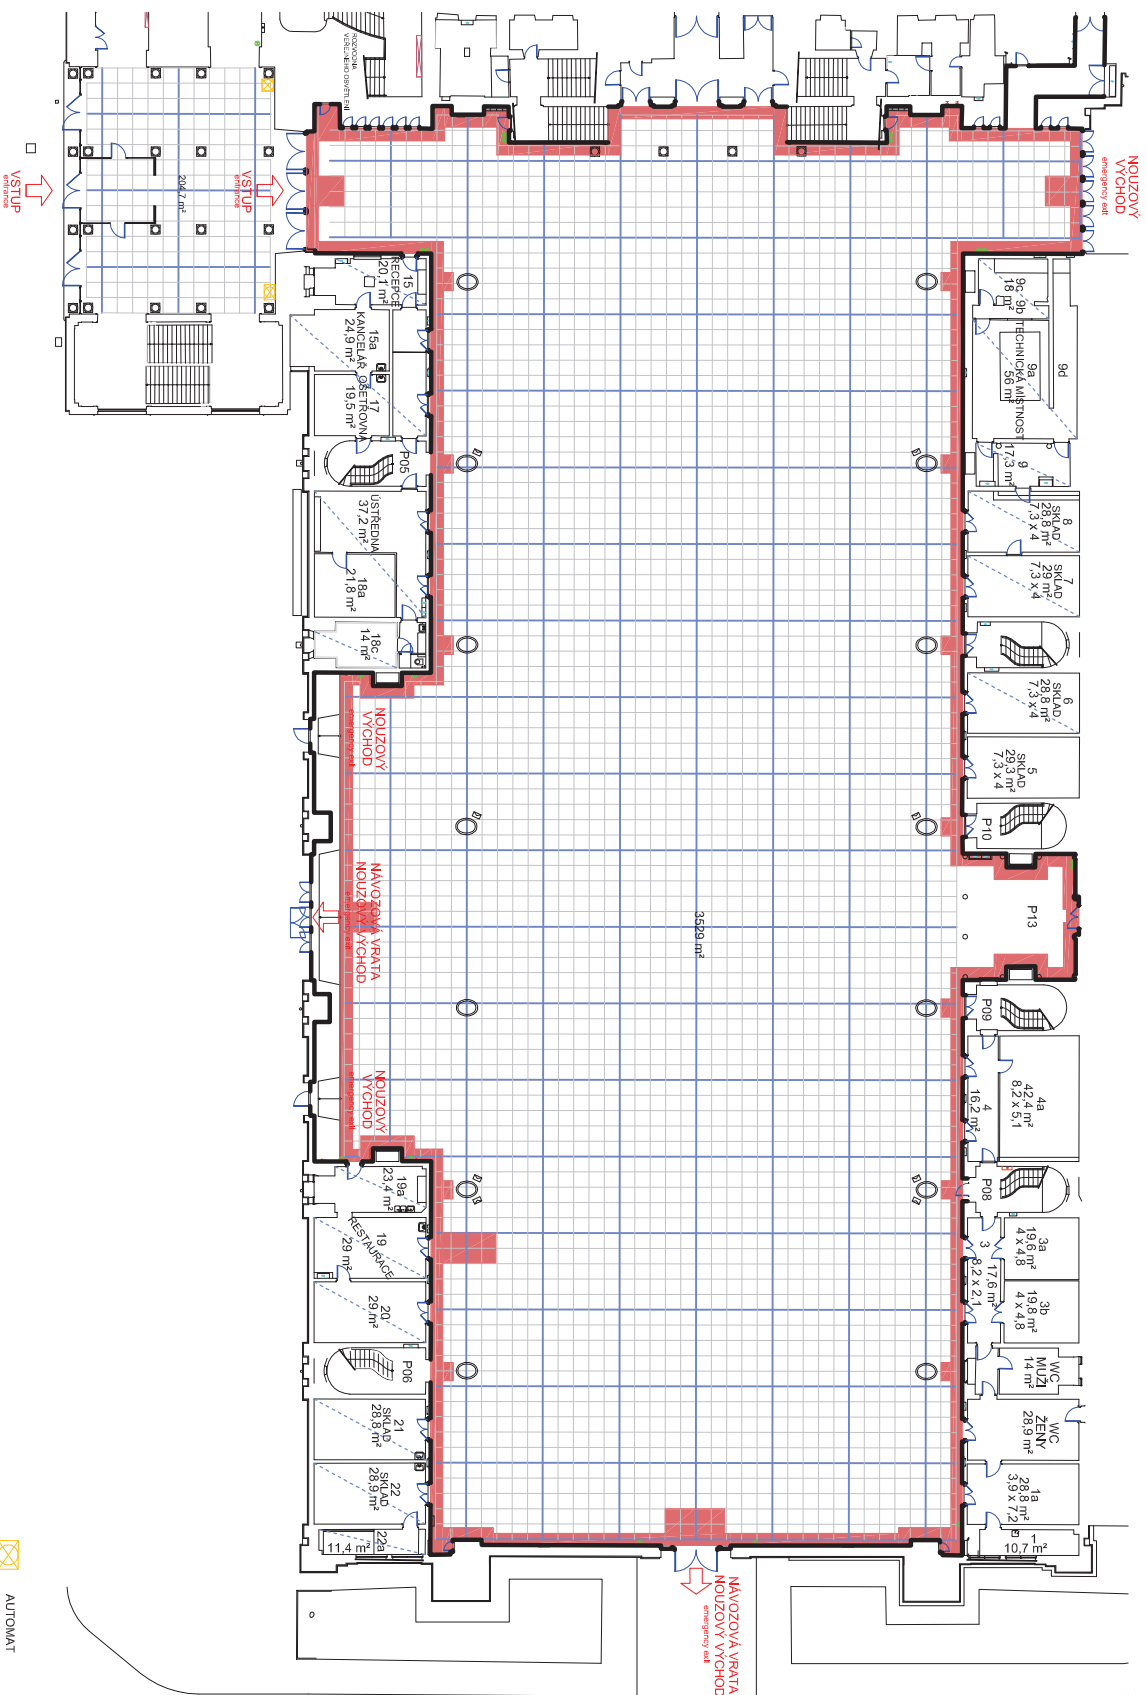 ROZVODNA
VEŘEJNÉHO OSVĚTLENÍ
NOUZOVÝ
VÝCHOD
emergency exit
VSTUP
entrance
VSTUP
entrance
204,7 m²
15
RECEPCE
20,1 m²
15a
KANCELÁŘ
24,9 m²
17
OŠETŘOVNA
19,5 m²
P05
ÚSTŘEDNA
37,2 m²
18a
21,8 m²
18c
14 m²
9c 9b
18 m²
9d
9a
TECHNICKÁ MÍSTNOST
56 m²
9
17,3 m²
8
SKLAD
28,8 m²
7,3 x 4
7
SKLAD
29 m²
7,3 x 4
6
SKLAD
28,8 m²
7,3 x 4
5
SKLAD
29,3 m²
7,3 x 4
P10
P13
P09
NOUZOVÝ
VÝCHOD
emergency exit
NÁVOZOVÁ VRATA
NOUZOVÝ VÝCHOD
emergency exit
NOUZOVÝ
VÝCHOD
emergency exit
3529 m²
4a
42,4 m²
8,2 x 5,1
4
16,2 m²
P08
3a
19,6 m²
4 x 4,8
3
17,6 m²
8,2 x 2,1
3b
19,8 m²
4 x 4,8
WC
MUŽI
14 m²
WC
ŽENY
28,9 m²
1a
28,8 m²
3,9 x 7,2
1
10,7 m²
19a
23,4 m²
19
RESTAURACE
29 m²
20
29 m²
P06
21
SKLAD
28,8 m²
22
SKLAD
28,9 m²
22a
11,4 m²
NÁVOZOVÁ VRATA
NOUZOVÝ VÝCHOD
emergency exit
AUTOMAT